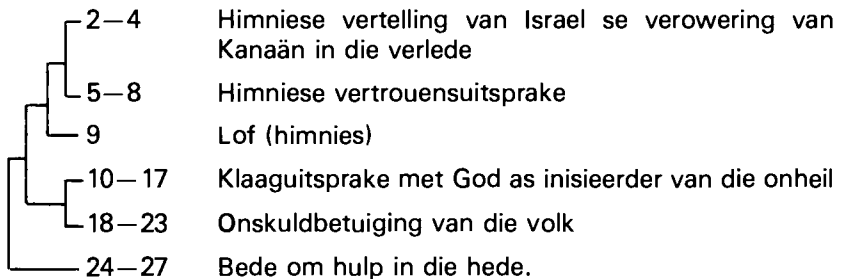 2—4 Himniese vertelling van Israel se verowering van
Kanaän in die verlede
5—8 Himniese vertrouensuitsprake
9 Lof (himnies)
10—17 Klaaguitsprake met God as inisieerder van die onheil
18—23 Onskuldbetuiging van die volk
24—27 Bede om hulp in die hede.